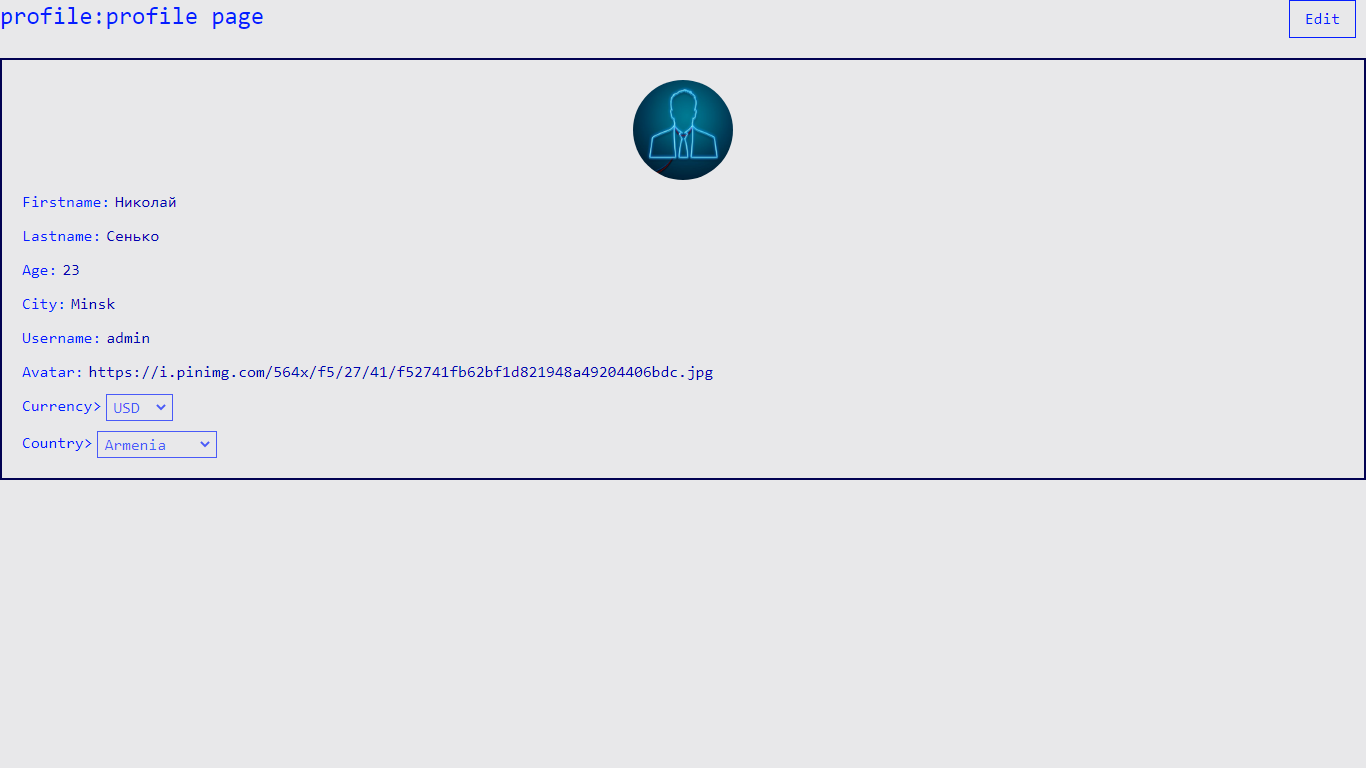 profile:profile page
Edit
Firstname: Николай
Lastname: Сенько
Age: 23
City: Minsk
Username: admin
Avatar: https://i.pinimg.com/564x/f5/27/41/f52741fb62bf1d821948a49204406bdc.jpg
Currency> USD
Country> Armenia